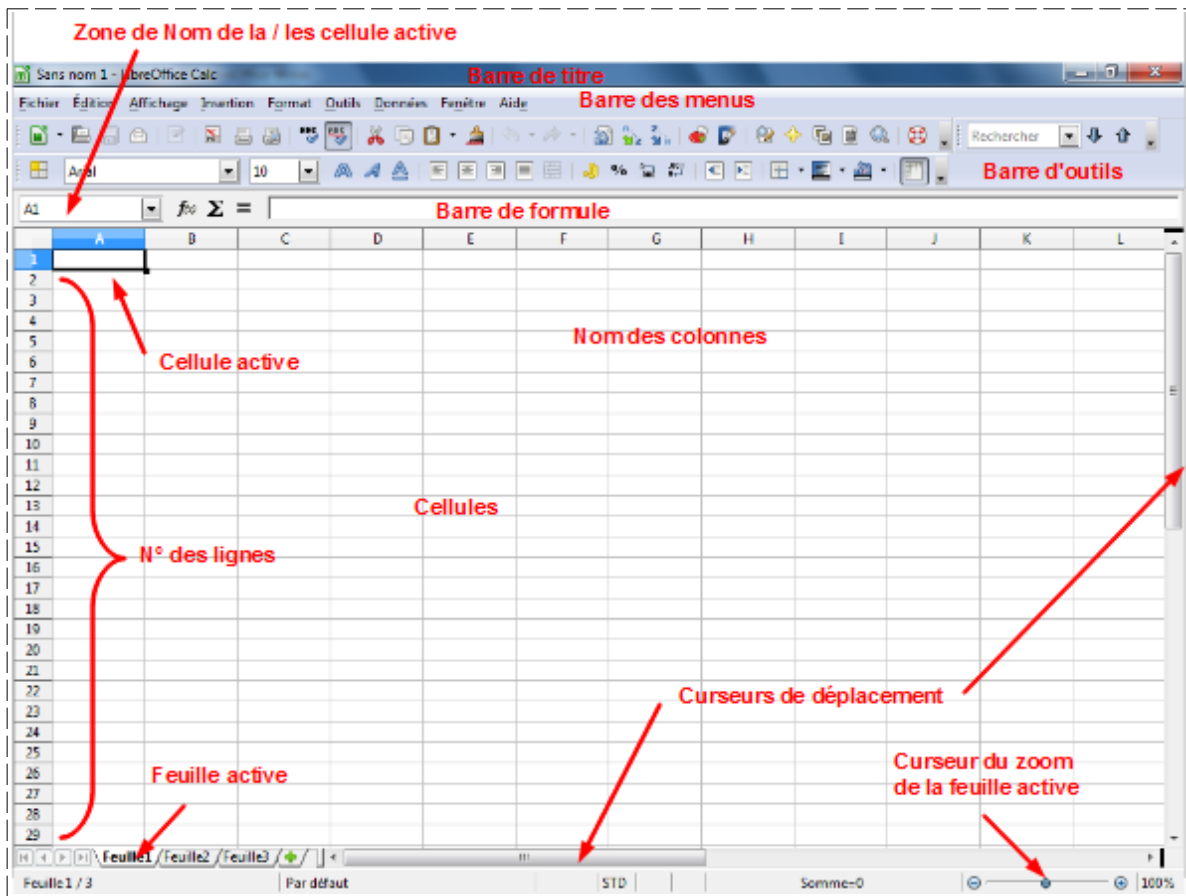 Zone de Nom de la / les cellule active
Sans nom 1 - LibreOffice Calc
Barre de titre
Fichier Édition Affichage Insertion Format Outils Données Fenêtre Aide
Barre des menus
Rechercher
Arial 10
Barre d'outils
A1
Barre de formule
A B C D E F G H I J K L
1
2
3
4
5
Nom des colonnes
6
Cellule active
7
8
9
10
11
12
13
Cellules
14
15
N° des lignes
16
17
18
19
20
21
22
Curseurs de déplacement
23
24
25
Curseur du zoom
26
Feuille active
de la feuille active
27
28
29
Feuille1 Feuille2 Feuille3
Feuille 1 / 3 Par défaut STD Somme=0 100%